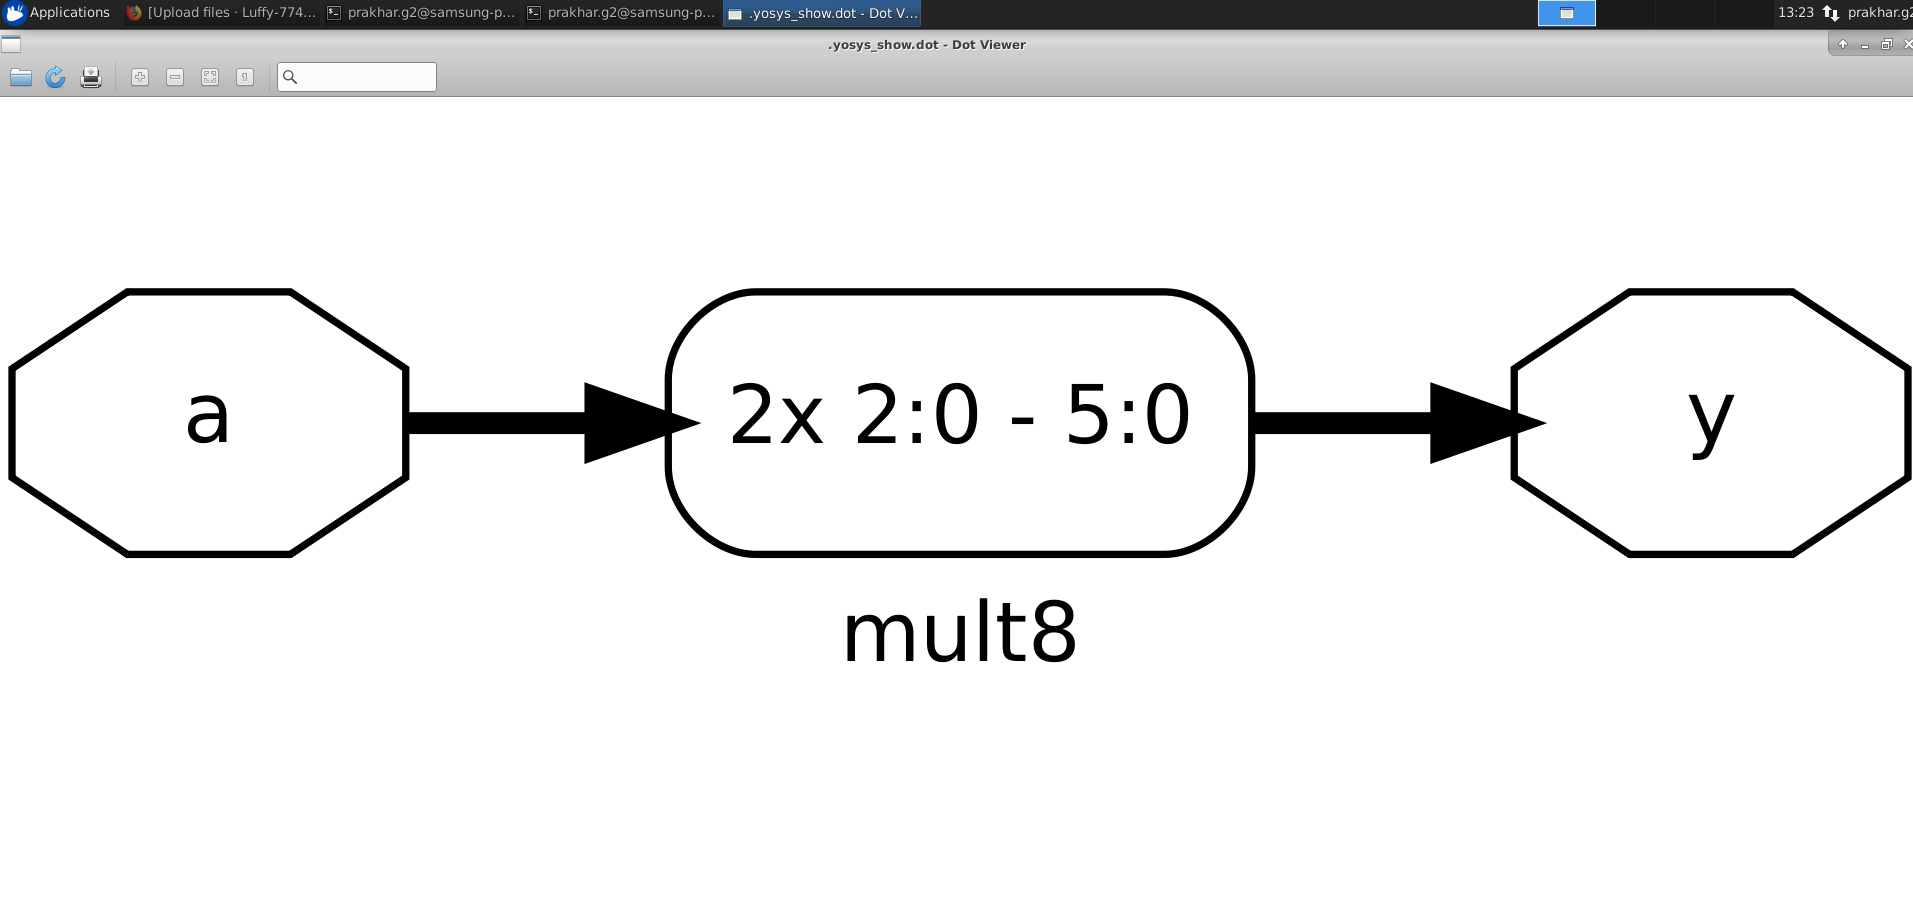 Applications
[Upload files · Luffy-774...
prakhar.g2@samsung-p...
prakhar.g2@samsung-p...
.yosys_show.dot - Dot V...
13:23
prakhar.g2
.yosys_show.dot - Dot Viewer
a
2x 2:0 - 5:0
y
mult8